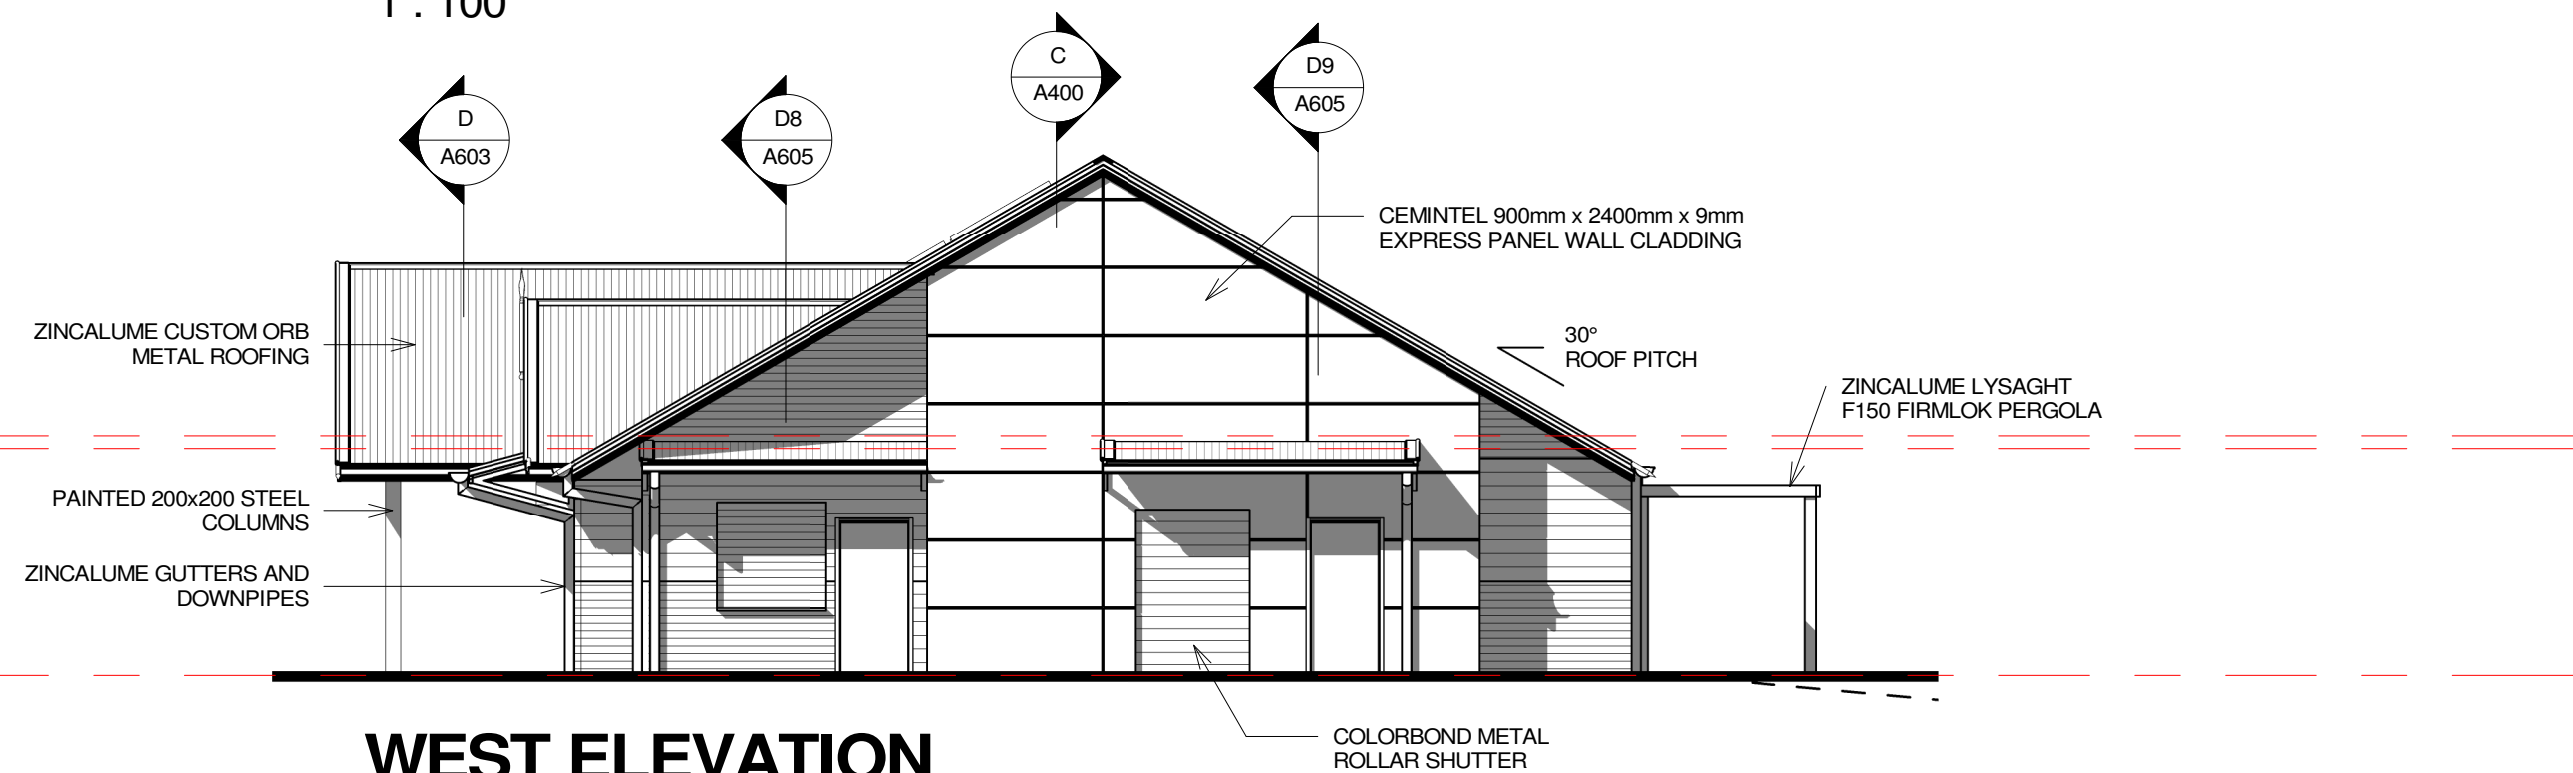 1 : 100
C
A400
D9
A605
D
A603
D8
A605
CEMINTEL 900mm x 2400mm x 9mm
EXPRESS PANEL WALL CLADDING
ZINCALUME CUSTOM ORB
METAL ROOFING
30°
ROOF PITCH
ZINCALUME LYSAGHT
F150 FIRMLOK PERGOLA
PAINTED 200x200 STEEL
COLUMNS
ZINCALUME GUTTERS AND
DOWNPIPES
COLORBOND METAL
ROLLAR SHUTTER
WEST ELEVATION